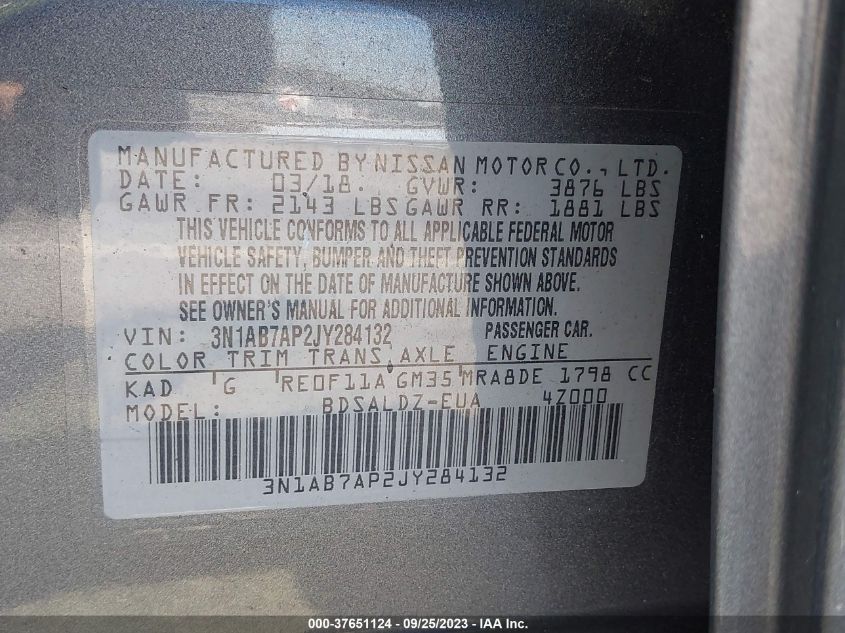 MANUFACTURED BY NISSAN MOTOR CO., LTD.
DATE: 03/18. GVWR: 3876 LBS
GAWR FR: 2143 LBS GAWR RR: 1881 LBS
THIS VEHICLE CONFORMS TO ALL APPLICABLE FEDERAL MOTOR
VEHICLE SAFETY, BUMPER AND THEFT PREVENTION STANDARDS
IN EFFECT ON THE DATE OF MANUFACTURE SHOWN ABOVE.
SEE OWNER'S MANUAL FOR ADDITIONAL INFORMATION.
VIN: 3N1AB7AP2JY284132 PASSENGER CAR.
COLOR TRIM TRANS. AXLE ENGINE
KAD G RE0F11A GM35 MRA8DE 1798 CC
MODEL: BDSALDZ-EUA 4Z000
3N1AB7AP2JY284132
000-37651124 - 09/25/2023 - IAA Inc.